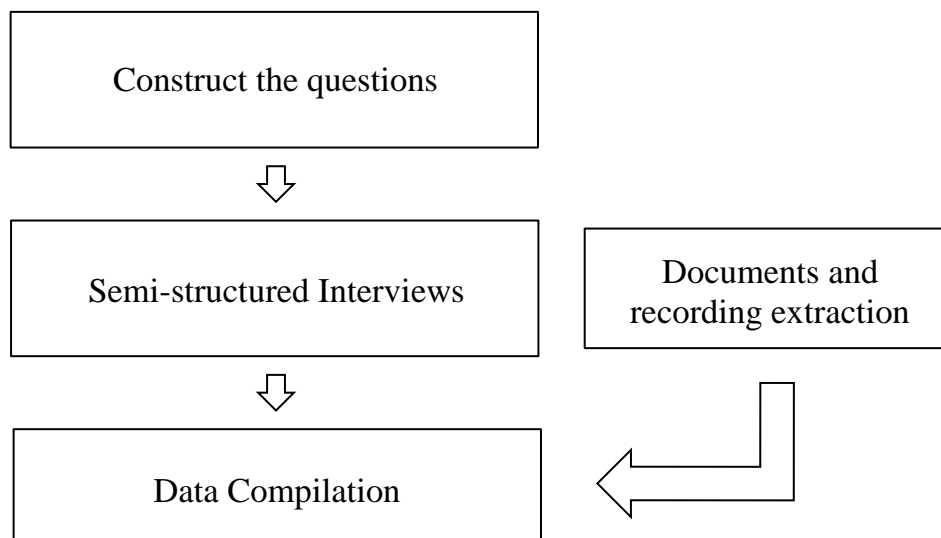 Construct the questions
Semi-structured Interviews
Documents and
recording extraction
Data Compilation